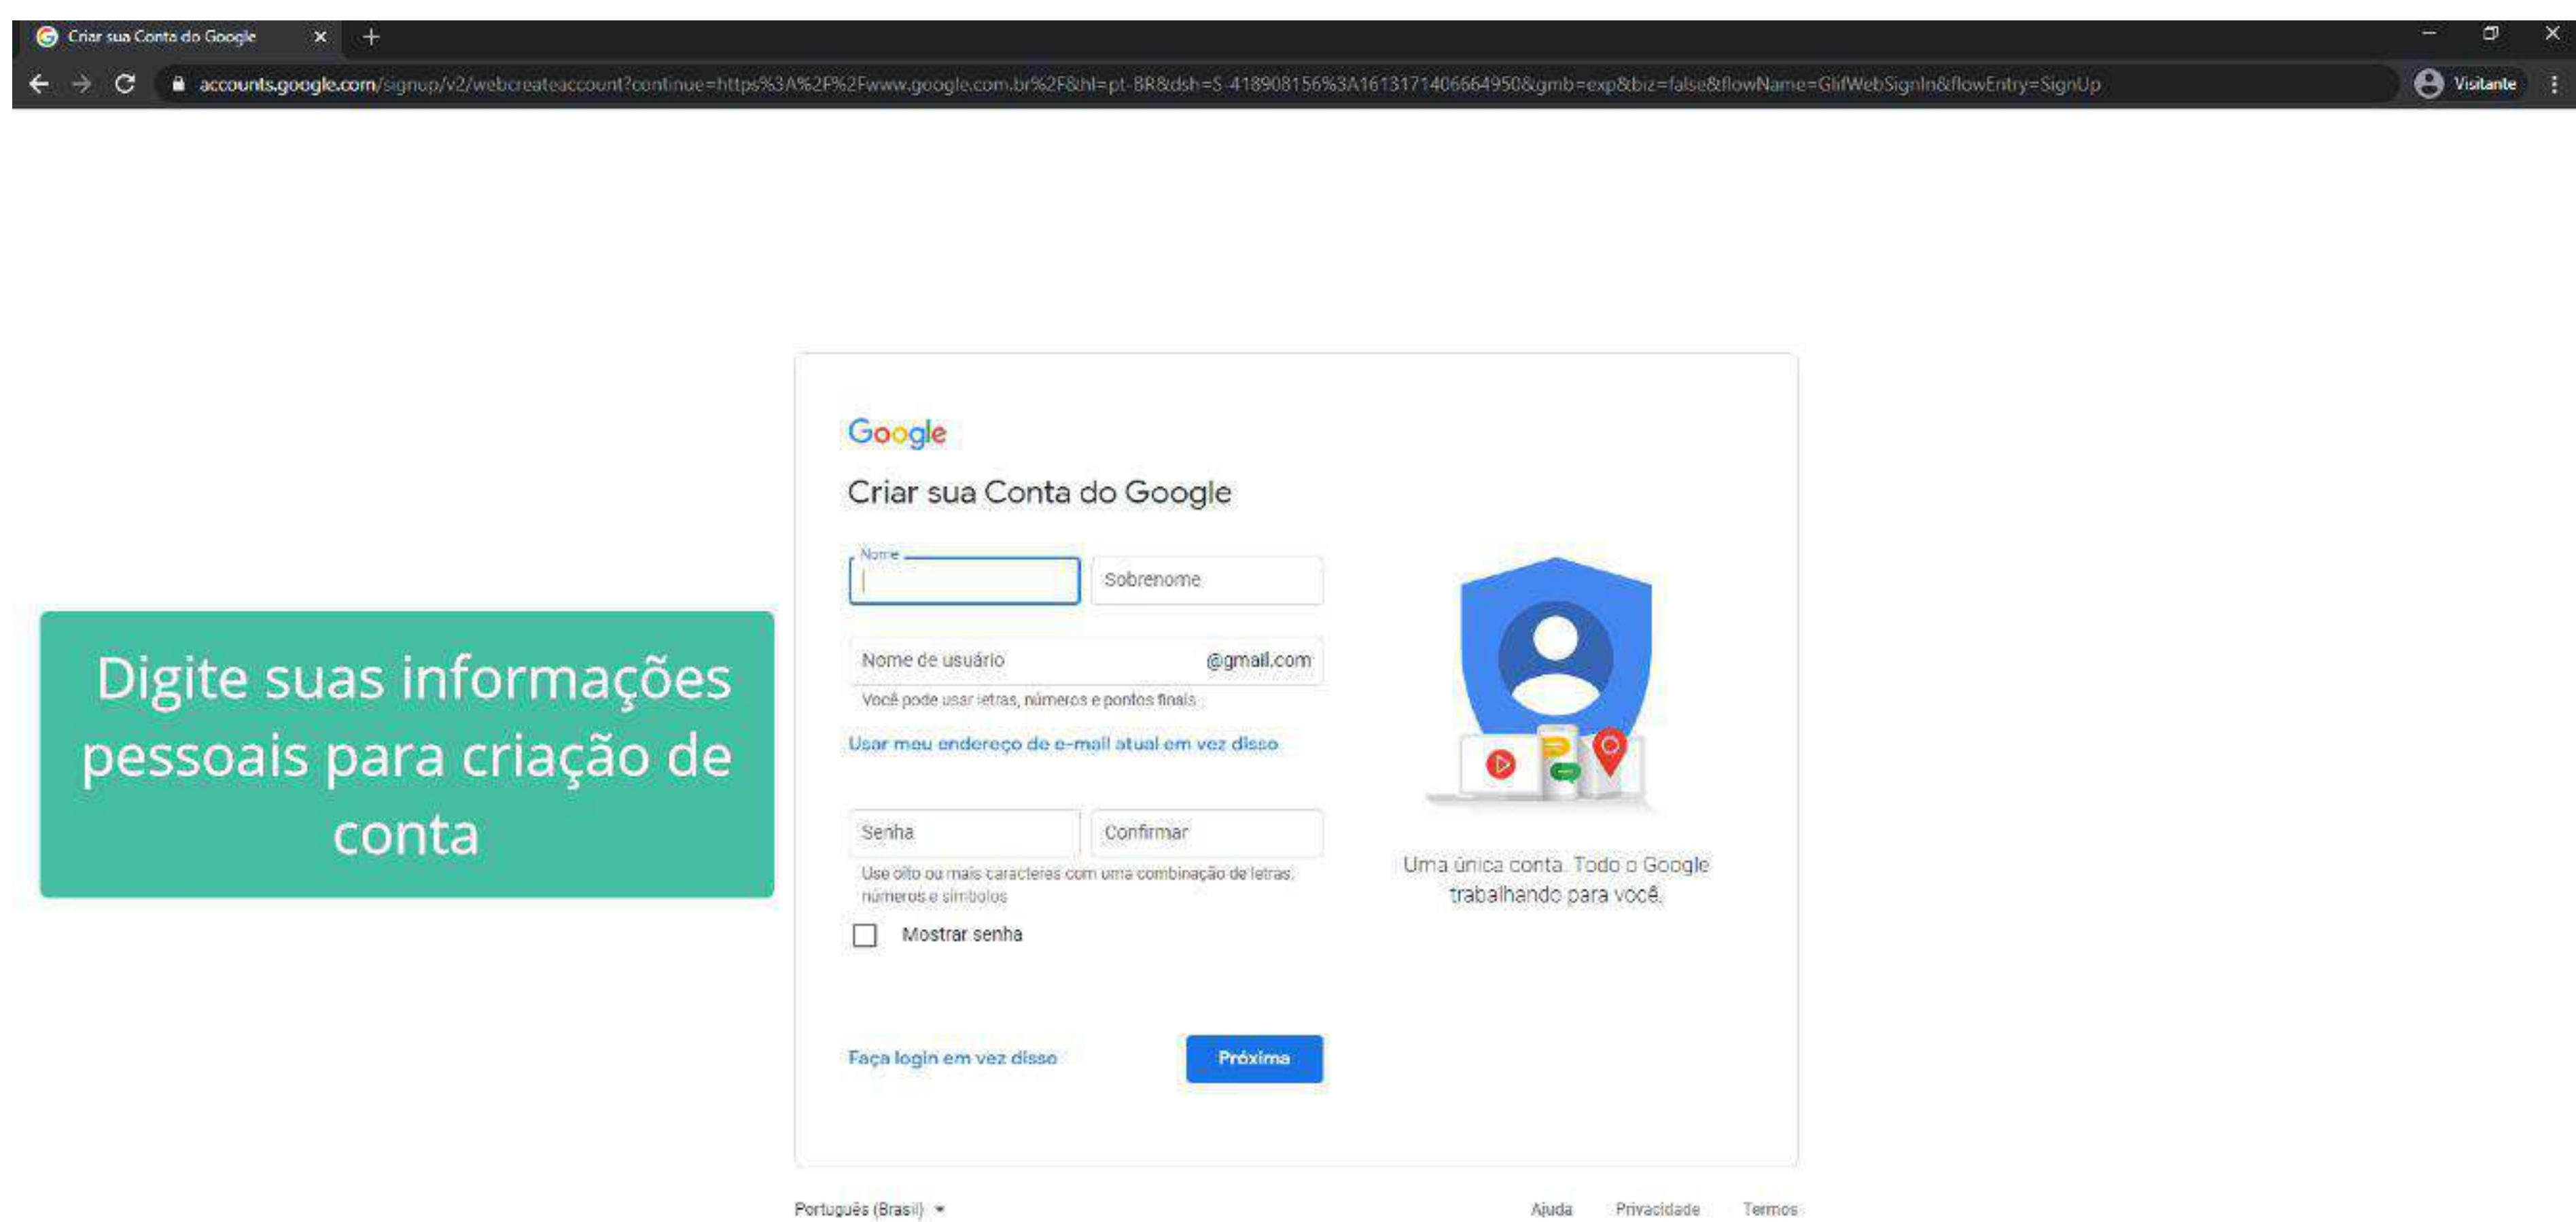 Criar sua Conta do Google
accounts.google.com/signup/v2/webcreateaccount?continue=https%3A%2F%2Fwww.google.com.br%2F&hl=pt-BR&dsh=S-418908156%3A1613171406664950&gmb=exp&biz=false&flowName=GlifWebSignIn&flowEntry=SignUp
Visitante
Google
Criar sua Conta do Google
Nome
Sobrenome
Nome de usuário @gmail.com
Você pode usar letras, números e pontos finais
Usar meu endereço de e-mail atual em vez disso
Senha Confirmar
Use oito ou mais caracteres com uma combinação de letras,
números e símbolos
Mostrar senha
Faça login em vez disso
Próxima
Uma única conta. Todo o Google
trabalhando para você.
Digite suas informações
pessoais para criação de
conta
Português (Brasil)
Ajuda Privacidade Termos